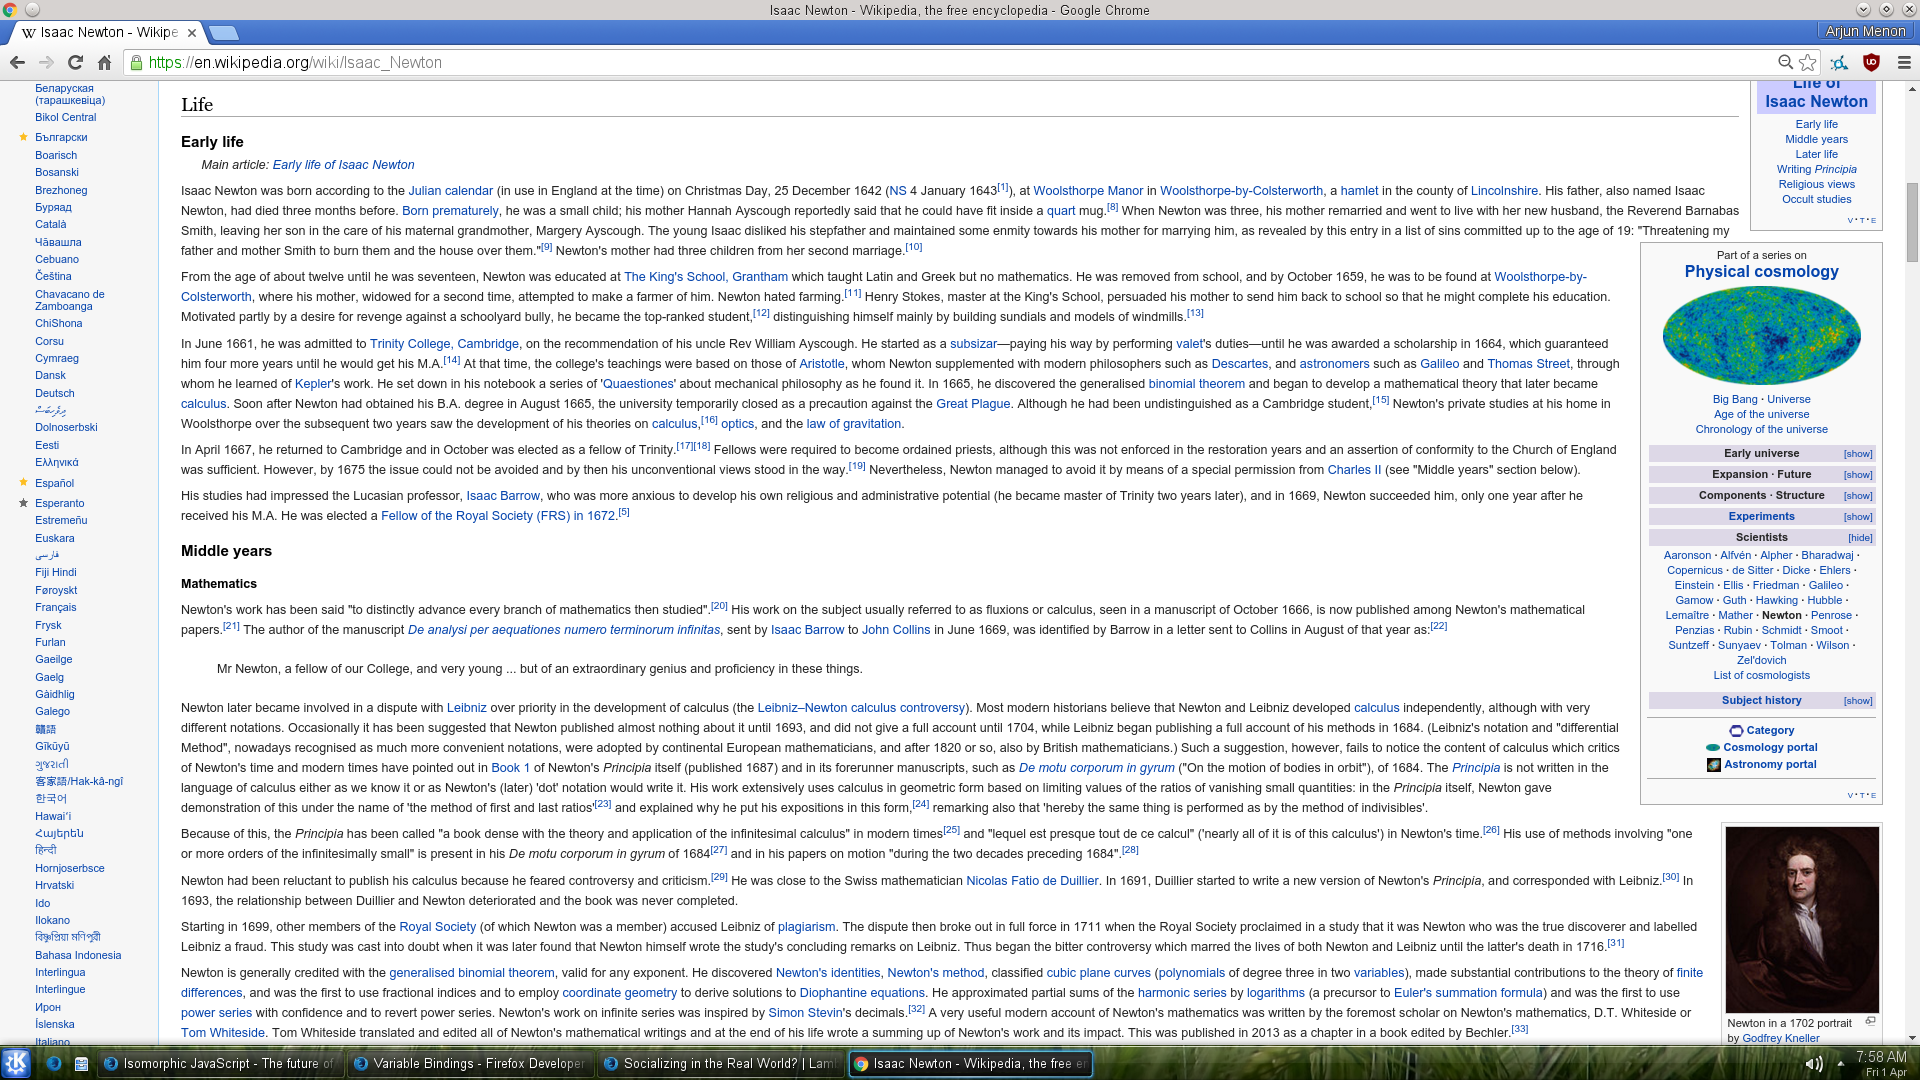 Isaac Newton - Wikipedia, the free encyclopedia - Google Chrome
Isaac Newton - Wikipe
Arjun Menon
https://en.wikipedia.org/wiki/Isaac_Newton
Беларуская
(тарашкевіца)
Bikol Central
Български
Boarisch
Bosanski
Brezhoneg
Буряад
Català
Чӑвашла
Cebuano
Čeština
Chavacano de
Zamboanga
ChiShona
Corsu
Cymraeg
Dansk
Deutsch
ދިވެހިބަސް
Dolnoserbski
Eesti
Ελληνικά
Español
Esperanto
Estremeñu
Euskara
فارسی
Fiji Hindi
Føroyskt
Français
Frysk
Furlan
Gaeilge
Gaelg
Gàidhlig
Galego
贛語
Gĩkũyũ
ગુજરાતી
客家語/Hak-kâ-ngî
한국어
Hawaiʻi
Հայերեն
हिन्दी
Hornjoserbsce
Hrvatski
Ido
Ilokano
বিষ্ণুপ্রিয়া মণিপুরী
Bahasa Indonesia
Interlingua
Interlingue
Ирон
Íslenska
Italiano
Life
Early life
Main article: Early life of Isaac Newton
Isaac Newton was born according to the Julian calendar (in use in England at the time) on Christmas Day, 25 December 1642 (NS 4 January 1643[1]), at Woolsthorpe Manor in Woolsthorpe-by-Colsterworth, a hamlet in the county of Lincolnshire. His father, also named Isaac
Newton, had died three months before. Born prematurely, he was a small child; his mother Hannah Ayscough reportedly said that he could have fit inside a quart mug.[8] When Newton was three, his mother remarried and went to live with her new husband, the Reverend Barnabas
Smith, leaving her son in the care of his maternal grandmother, Margery Ayscough. The young Isaac disliked his stepfather and maintained some enmity towards his mother for marrying him, as revealed by this entry in a list of sins committed up to the age of 19: "Threatening my
father and mother Smith to burn them and the house over them."[9] Newton's mother had three children from her second marriage.[10]
From the age of about twelve until he was seventeen, Newton was educated at The King's School, Grantham which taught Latin and Greek but no mathematics. He was removed from school, and by October 1659, he was to be found at Woolsthorpe-by-
Colsterworth, where his mother, widowed for a second time, attempted to make a farmer of him. Newton hated farming.[11] Henry Stokes, master at the King's School, persuaded his mother to send him back to school so that he might complete his education.
Motivated partly by a desire for revenge against a schoolyard bully, he became the top-ranked student,[12] distinguishing himself mainly by building sundials and models of windmills.[13]
In June 1661, he was admitted to Trinity College, Cambridge, on the recommendation of his uncle Rev William Ayscough. He started as a subsizar—paying his way by performing valet's duties—until he was awarded a scholarship in 1664, which guaranteed
him four more years until he would get his M.A.[14] At that time, the college's teachings were based on those of Aristotle, whom Newton supplemented with modern philosophers such as Descartes, and astronomers such as Galileo and Thomas Street, through
whom he learned of Kepler's work. He set down in his notebook a series of 'Quaestiones' about mechanical philosophy as he found it. In 1665, he discovered the generalised binomial theorem and began to develop a mathematical theory that later became
calculus. Soon after Newton had obtained his B.A. degree in August 1665, the university temporarily closed as a precaution against the Great Plague. Although he had been undistinguished as a Cambridge student,[15] Newton's private studies at his home in
Woolsthorpe over the subsequent two years saw the development of his theories on calculus,[16] optics, and the law of gravitation.
In April 1667, he returned to Cambridge and in October was elected as a fellow of Trinity.[17][18] Fellows were required to become ordained priests, although this was not enforced in the restoration years and an assertion of conformity to the Church of England
was sufficient. However, by 1675 the issue could not be avoided and by then his unconventional views stood in the way.[19] Nevertheless, Newton managed to avoid it by means of a special permission from Charles II (see "Middle years" section below).
His studies had impressed the Lucasian professor, Isaac Barrow, who was more anxious to develop his own religious and administrative potential (he became master of Trinity two years later), and in 1669, Newton succeeded him, only one year after he
received his M.A. He was elected a Fellow of the Royal Society (FRS) in 1672.[5]
Middle years
Mathematics
Newton's work has been said "to distinctly advance every branch of mathematics then studied".[20] His work on the subject usually referred to as fluxions or calculus, seen in a manuscript of October 1666, is now published among Newton's mathematical
papers.[21] The author of the manuscript De analysi per aequationes numero terminorum infinitas, sent by Isaac Barrow to John Collins in June 1669, was identified by Barrow in a letter sent to Collins in August of that year as:[22]
Mr Newton, a fellow of our College, and very young ... but of an extraordinary genius and proficiency in these things.
Newton later became involved in a dispute with Leibniz over priority in the development of calculus (the Leibniz–Newton calculus controversy). Most modern historians believe that Newton and Leibniz developed calculus independently, although with very
different notations. Occasionally it has been suggested that Newton published almost nothing about it until 1693, and did not give a full account until 1704, while Leibniz began publishing a full account of his methods in 1684. (Leibniz's notation and "differential
Method", nowadays recognised as much more convenient notations, were adopted by continental European mathematicians, and after 1820 or so, also by British mathematicians.) Such a suggestion, however, fails to notice the content of calculus which critics
of Newton's time and modern times have pointed out in Book 1 of Newton's Principia itself (published 1687) and in its forerunner manuscripts, such as De motu corporum in gyrum ("On the motion of bodies in orbit"), of 1684. The Principia is not written in the
language of calculus either as we know it or as Newton's (later) 'dot' notation would write it. His work extensively uses calculus in geometric form based on limiting values of the ratios of vanishing small quantities: in the Principia itself, Newton gave
demonstration of this under the name of 'the method of first and last ratios'[23] and explained why he put his expositions in this form,[24] remarking also that 'hereby the same thing is performed as by the method of indivisibles'.
Because of this, the Principia has been called "a book dense with the theory and application of the infinitesimal calculus" in modern times[25] and "lequel est presque tout de ce calcul" ('nearly all of it is of this calculus') in Newton's time.[26] His use of methods involving "one
or more orders of the infinitesimally small" is present in his De motu corporum in gyrum of 1684[27] and in his papers on motion "during the two decades preceding 1684".[28]
Newton had been reluctant to publish his calculus because he feared controversy and criticism.[29] He was close to the Swiss mathematician Nicolas Fatio de Duillier. In 1691, Duillier started to write a new version of Newton's Principia, and corresponded with Leibniz.[30] In
1693, the relationship between Duillier and Newton deteriorated and the book was never completed.
Starting in 1699, other members of the Royal Society (of which Newton was a member) accused Leibniz of plagiarism. The dispute then broke out in full force in 1711 when the Royal Society proclaimed in a study that it was Newton who was the true discoverer and labelled
Leibniz a fraud. This study was cast into doubt when it was later found that Newton himself wrote the study's concluding remarks on Leibniz. Thus began the bitter controversy which marred the lives of both Newton and Leibniz until the latter's death in 1716.[31]
Newton is generally credited with the generalised binomial theorem, valid for any exponent. He discovered Newton's identities, Newton's method, classified cubic plane curves (polynomials of degree three in two variables), made substantial contributions to the theory of finite
differences, and was the first to use fractional indices and to employ coordinate geometry to derive solutions to Diophantine equations. He approximated partial sums of the harmonic series by logarithms (a precursor to Euler's summation formula) and was the first to use
power series with confidence and to revert power series. Newton's work on infinite series was inspired by Simon Stevin's decimals.[32] A very useful modern account of Newton's mathematics was written by the foremost scholar on Newton's mathematics, D.T. Whiteside or
Tom Whiteside. Tom Whiteside translated and edited all of Newton's mathematical writings and at the end of his life wrote a summing up of Newton's work and its impact. This was published in 2013 as a chapter in a book edited by Bechler.[33]
Life of
Isaac Newton
Early life
Middle years
Later life
Writing Principia
Religious views
Occult studies
V · T · E
Part of a series on
Physical cosmology
Big Bang · Universe
Age of the universe
Chronology of the universe
Early universe [show]
Expansion · Future [show]
Components · Structure [show]
Experiments [show]
Scientists [hide]
Aaronson · Alfvén · Alpher · Bharadwaj ·
Copernicus · de Sitter · Dicke · Ehlers ·
Einstein · Ellis · Friedman · Galileo ·
Gamow · Guth · Hawking · Hubble ·
Lemaître · Mather · Newton · Penrose ·
Penzias · Rubin · Schmidt · Smoot ·
Suntzeff · Sunyaev · Tolman · Wilson ·
Zel'dovich
List of cosmologists
Subject history [show]
Category
Cosmology portal
Astronomy portal
V · T · E
Newton in a 1702 portrait
by Godfrey Kneller
Isomorphic JavaScript - The future of
Variable Bindings - Firefox Developer
Socializing in the Real World? | Lam
Isaac Newton - Wikipedia, the free en
7:58 AM
Fri 1 Apr